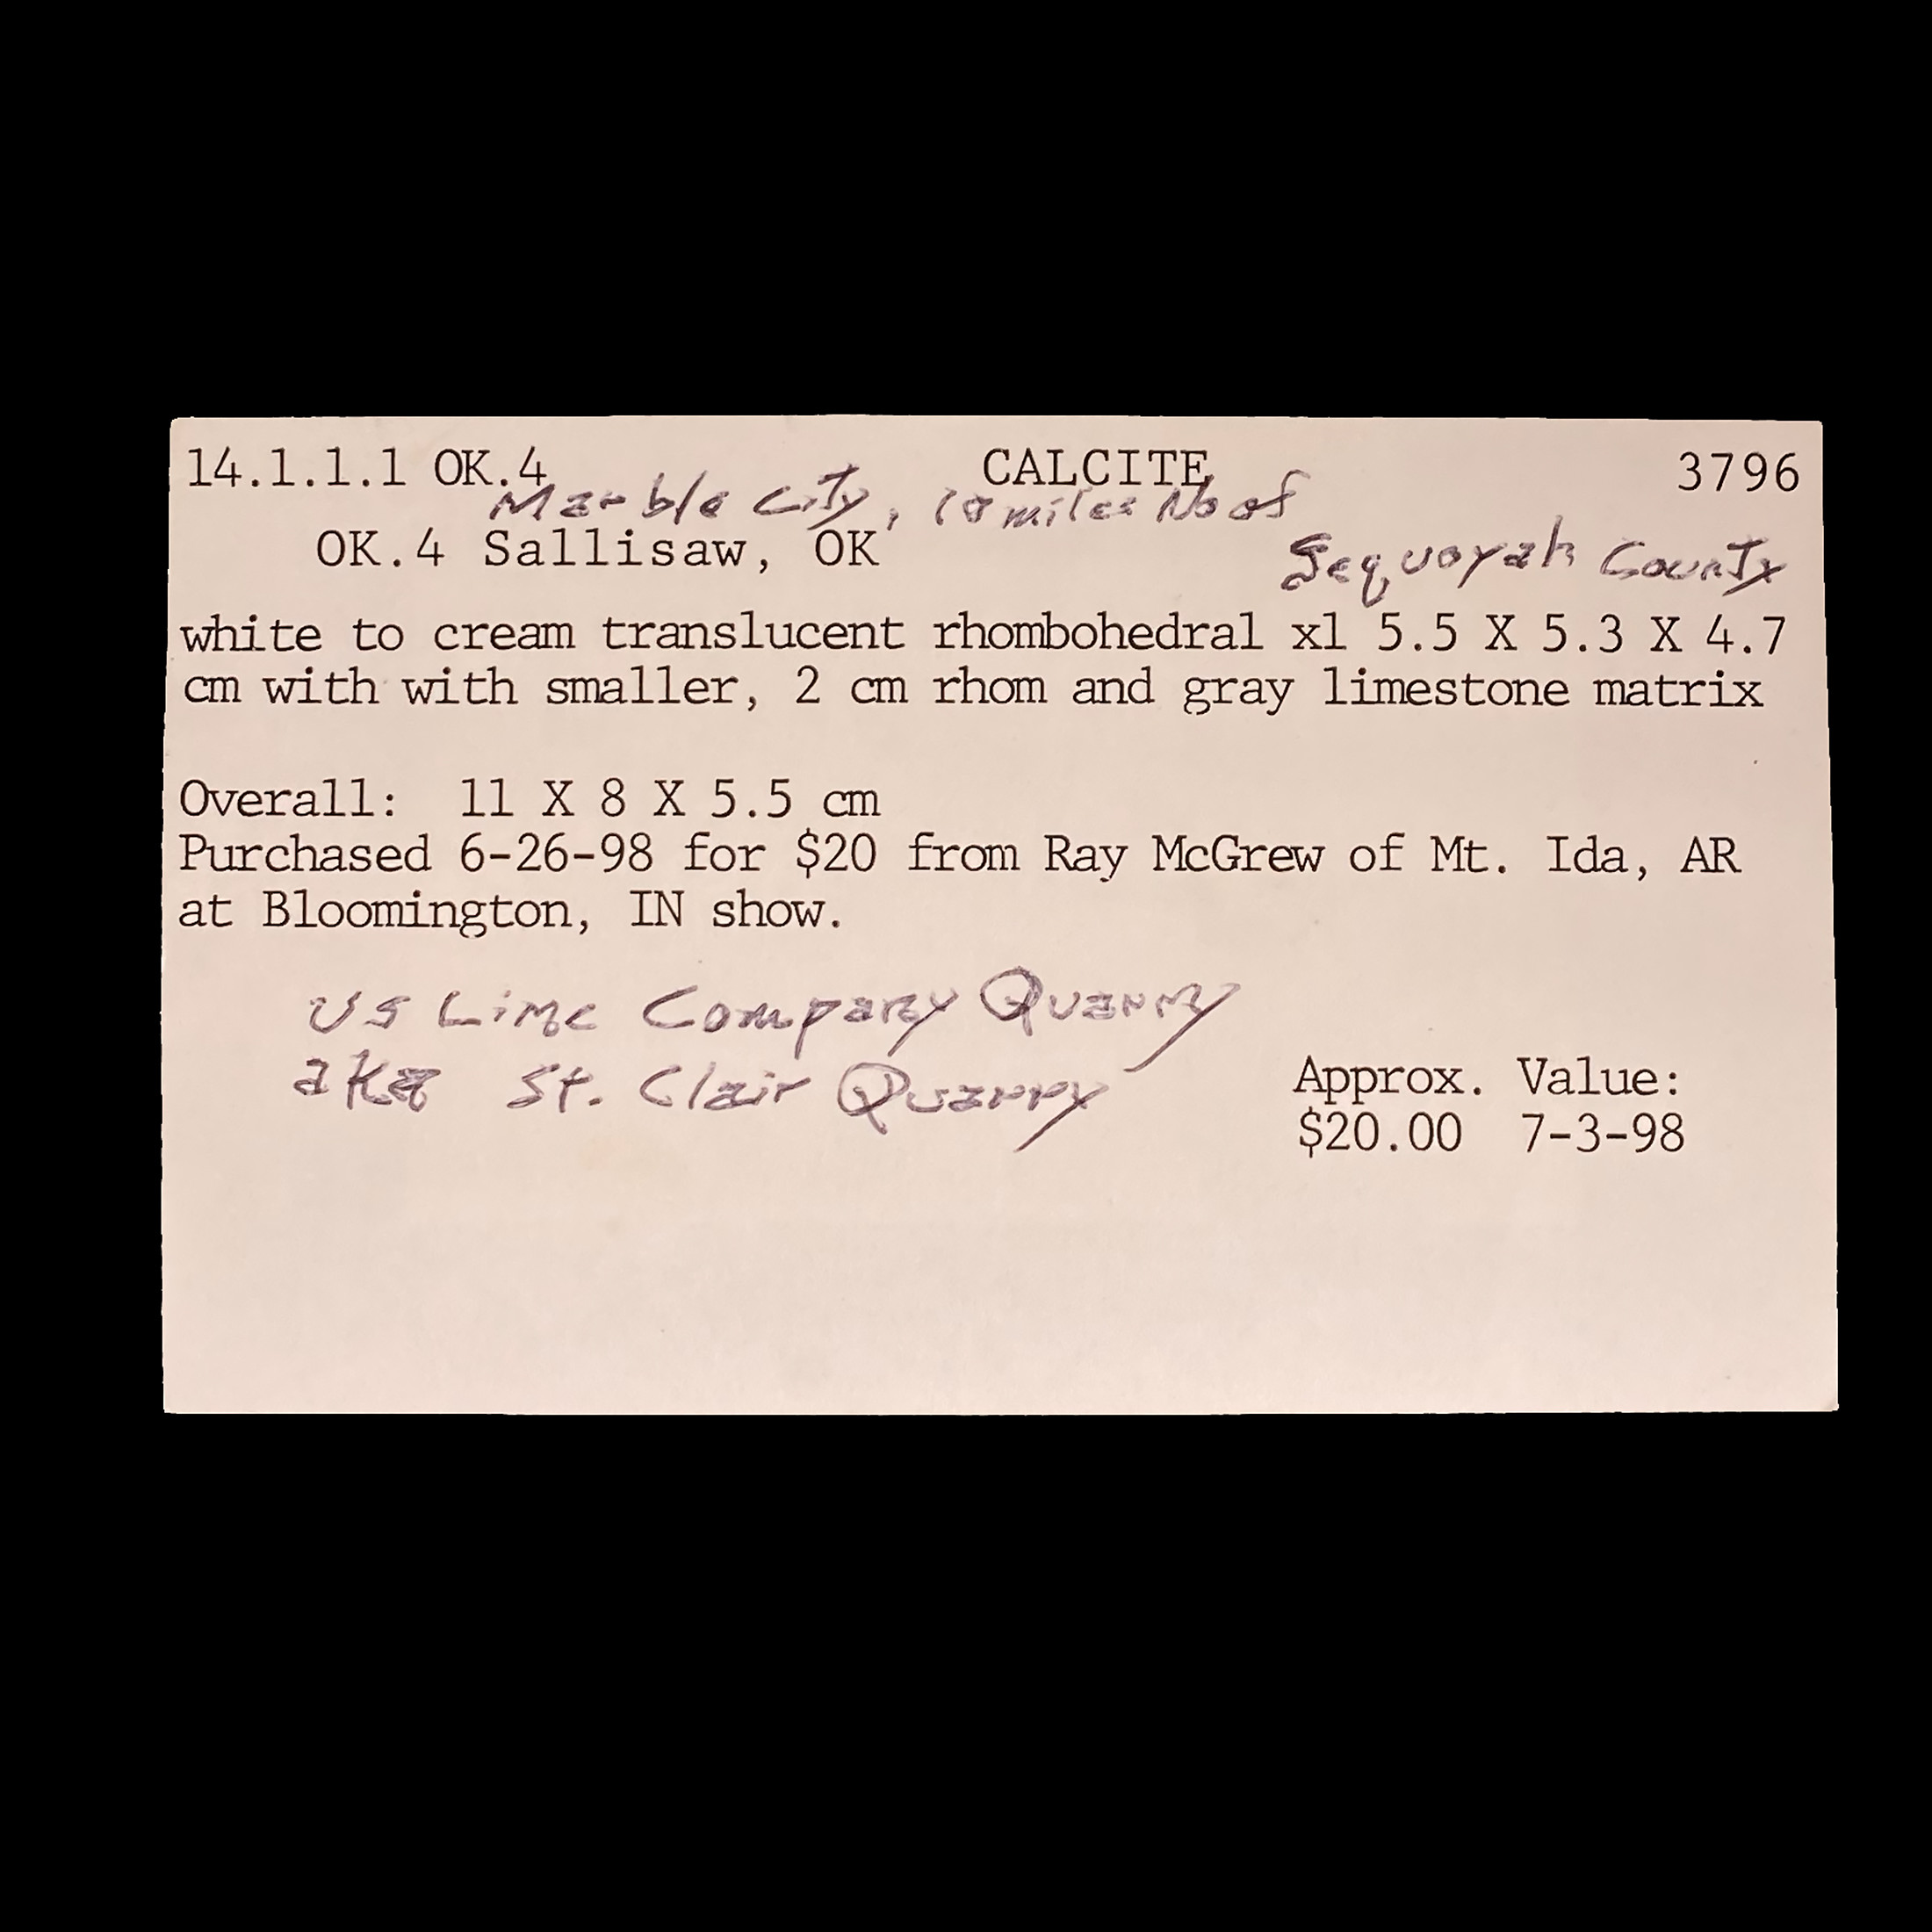 14.1.1.1 OK.4 CALCITE 3796
Marble City, 10 miles No of
OK.4 Sallisaw, OK Sequoyah County
white to cream translucent rhombohedral xl 5.5 X 5.3 X 4.7
cm with with smaller, 2 cm rhom and gray limestone matrix
Overall: 11 X 8 X 5.5 cm
Purchased 6-26-98 for $20 from Ray McGrew of Mt. Ida, AR
at Bloomington, IN show.
US Lime Company Quarry
aka St. Clair Quarry
Approx. Value:
$20.00 7-3-98